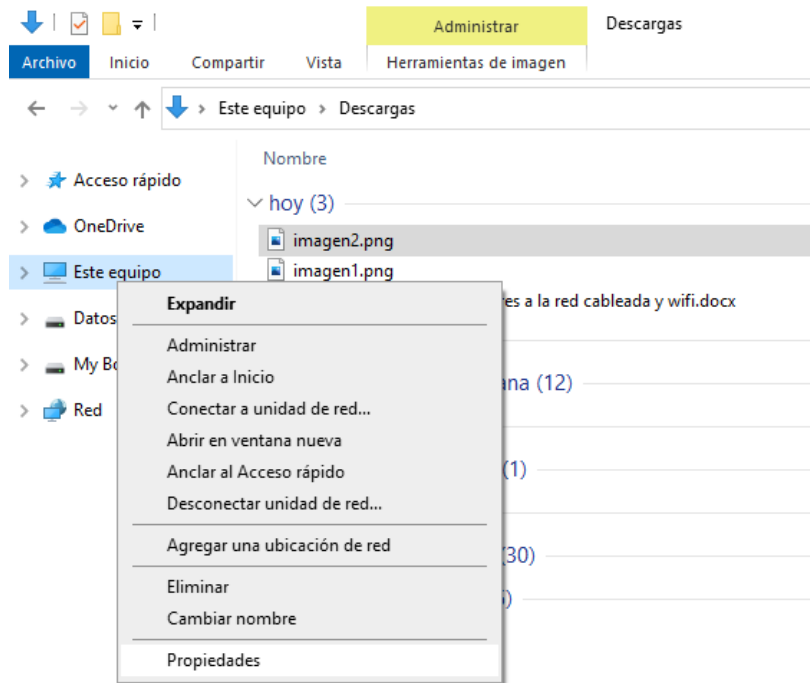 Administrar
Descargas
Archivo Inicio Compartir Vista Herramientas de imagen
Este equipo Descargas
Nombre
Acceso rápido
hoy (3)
OneDrive
imagen2.png
Este equipo
imagen1.png
a la red cableada y wifi.docx
Datos
My
(12)
Red
(1)
(30)
Expandir
Administrar
Anclar a Inicio
Conectar a unidad de red...
Abrir en ventana nueva
Anclar al Acceso rápido
Desconectar unidad de red...
Agregar una ubicación de red
Eliminar
Cambiar nombre
Propiedades